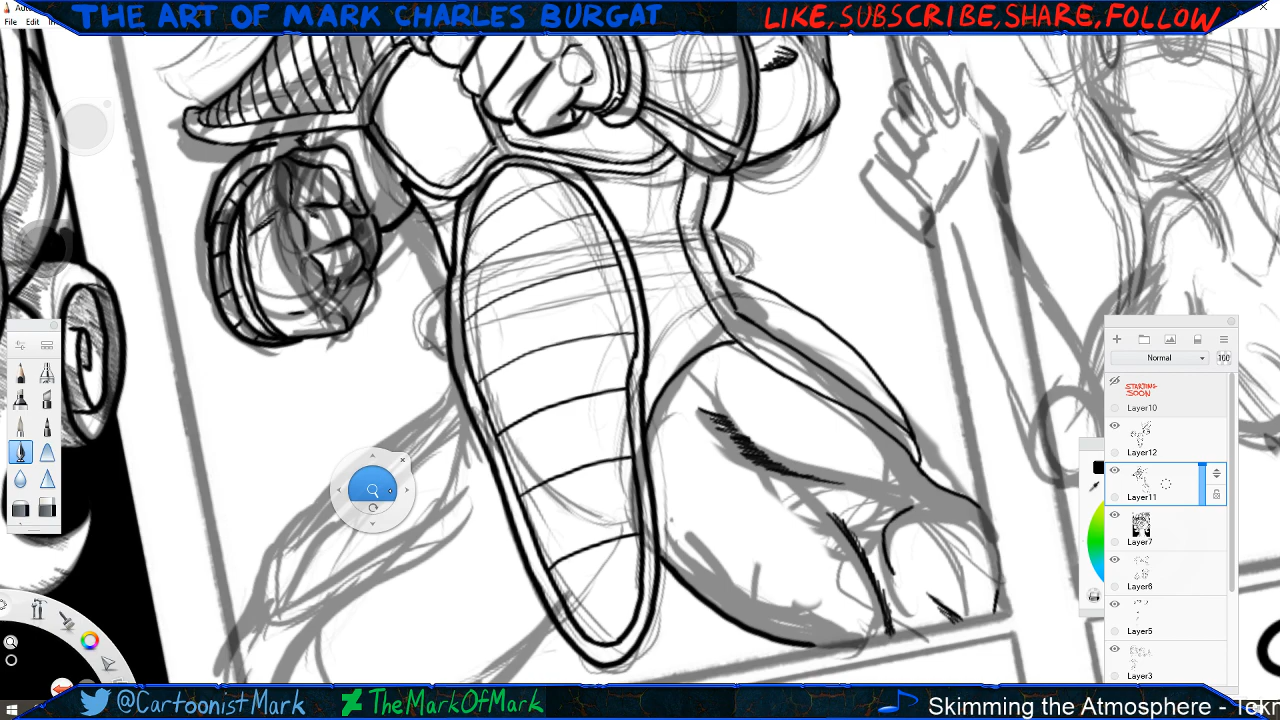 THE ART OF MARK CHARLES BURGAT
LIKE, SUBSCRIBE, SHARE, FOLLOW
File Edit
Normal
100
STARTING SOON
Layer10
Layer12
Layer11
Layer7
Layer6
Layer5
Layer3
@CartoonistMark
TheMarkOfMark
Skimming the Atmosphere - Tekn